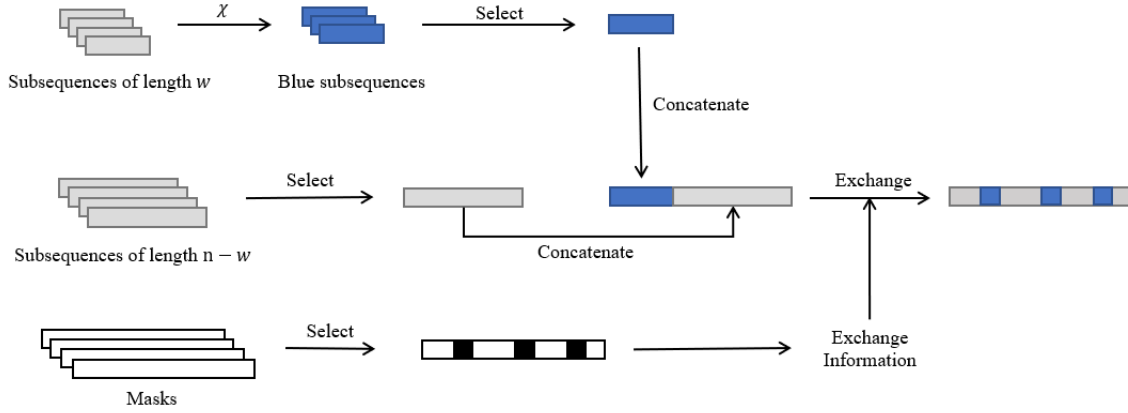 χ
Select
Subsequences of length w
Blue subsequences
Concatenate
Select
Exchange
Concatenate
Subsequences of length n − w
Select
Exchange
Information
Masks